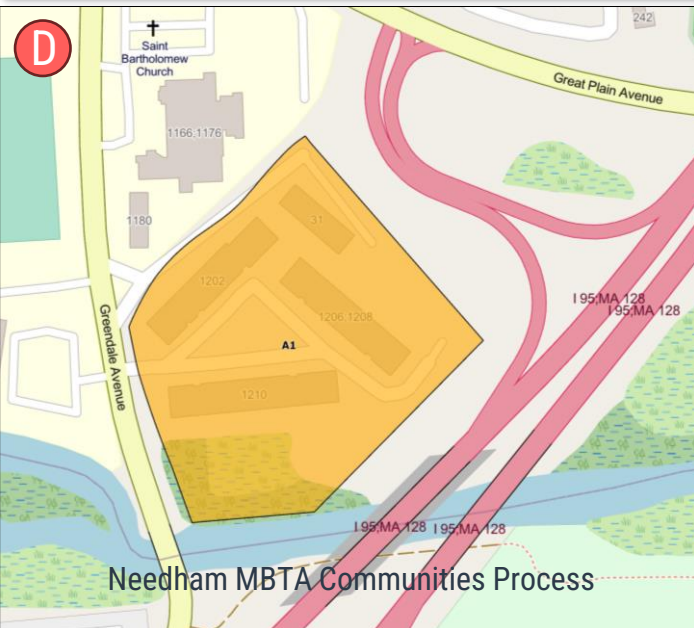 D
Saint
Bartholomew
Church
242
Great Plain Avenue
1166;1176
1180
31
1202
1206;1208
I 95;MA 128
I 95;MA 128
Greendale Avenue
A1
1210
I 95;MA 128
I 95;MA 128
Needham MBTA Communities Process